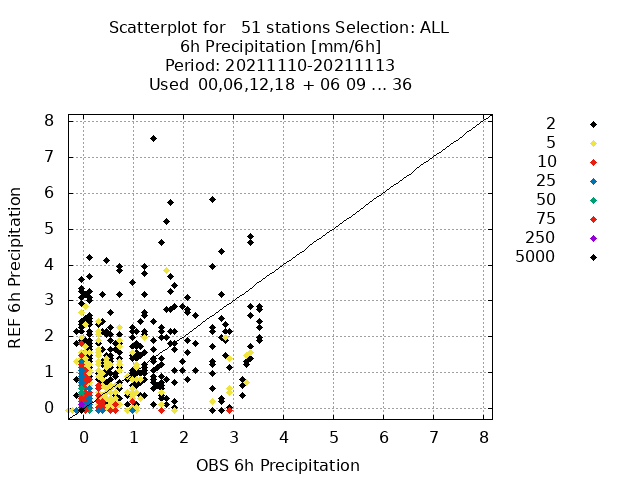 Scatterplot for   51 stations Selection: ALL
6h Precipitation [mm/6h]
Period: 20211110-20211113
Used  00,06,12,18  + 06 09 ... 36
8
7
6
5
4
3
2
1
0
REF 6h Precipitation
0 1 2 3 4 5 6 7 8
OBS 6h Precipitation
2
5
10
25
50
75
250
5000